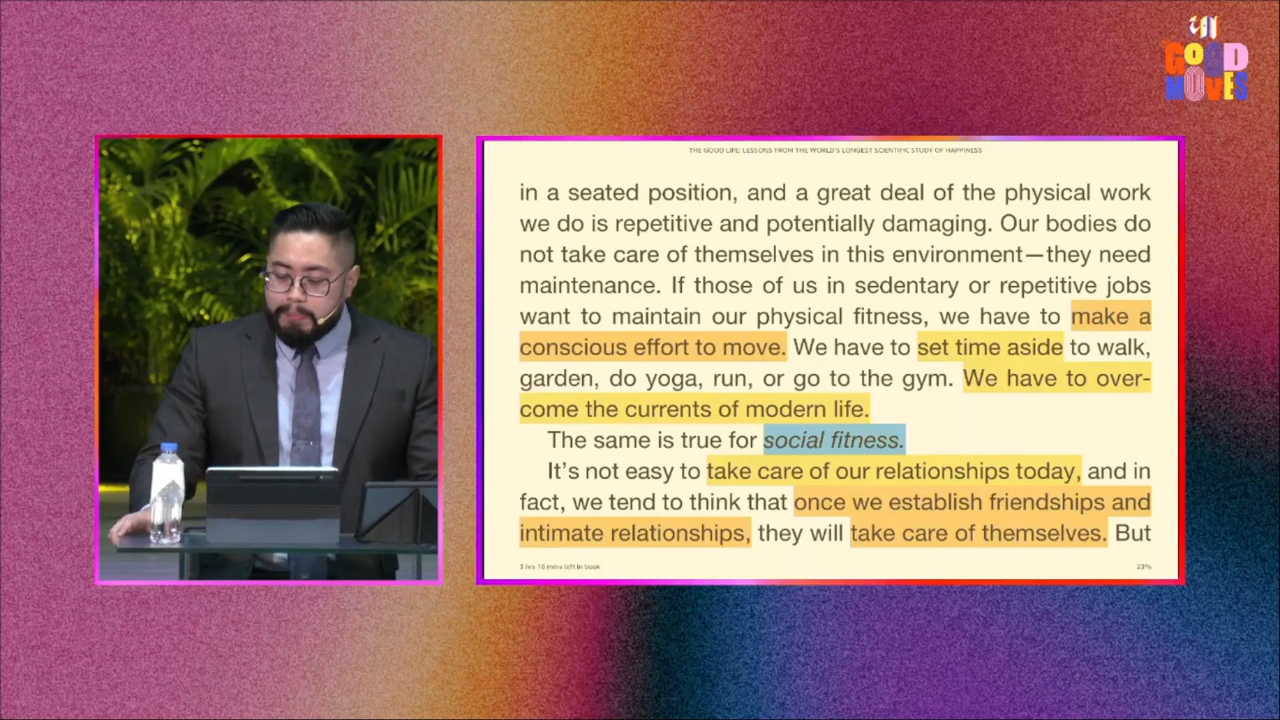 GOOD
MOVES
THE GOOD LIFE: LESSONS FROM THE WORLD'S LONGEST SCIENTIFIC STUDY OF HAPPINESS
in a seated position, and a great deal of the physical work
we do is repetitive and potentially damaging. Our bodies do
not take care of themselves in this environment—they need
maintenance. If those of us in sedentary or repetitive jobs
want to maintain our physical fitness, we have to make a
conscious effort to move. We have to set time aside to walk,
garden, do yoga, run, or go to the gym. We have to over-
come the currents of modern life.
The same is true for social fitness.
It's not easy to take care of our relationships today, and in
fact, we tend to think that once we establish friendships and
intimate relationships, they will take care of themselves. But
3 hrs 16 mins left in book
23%